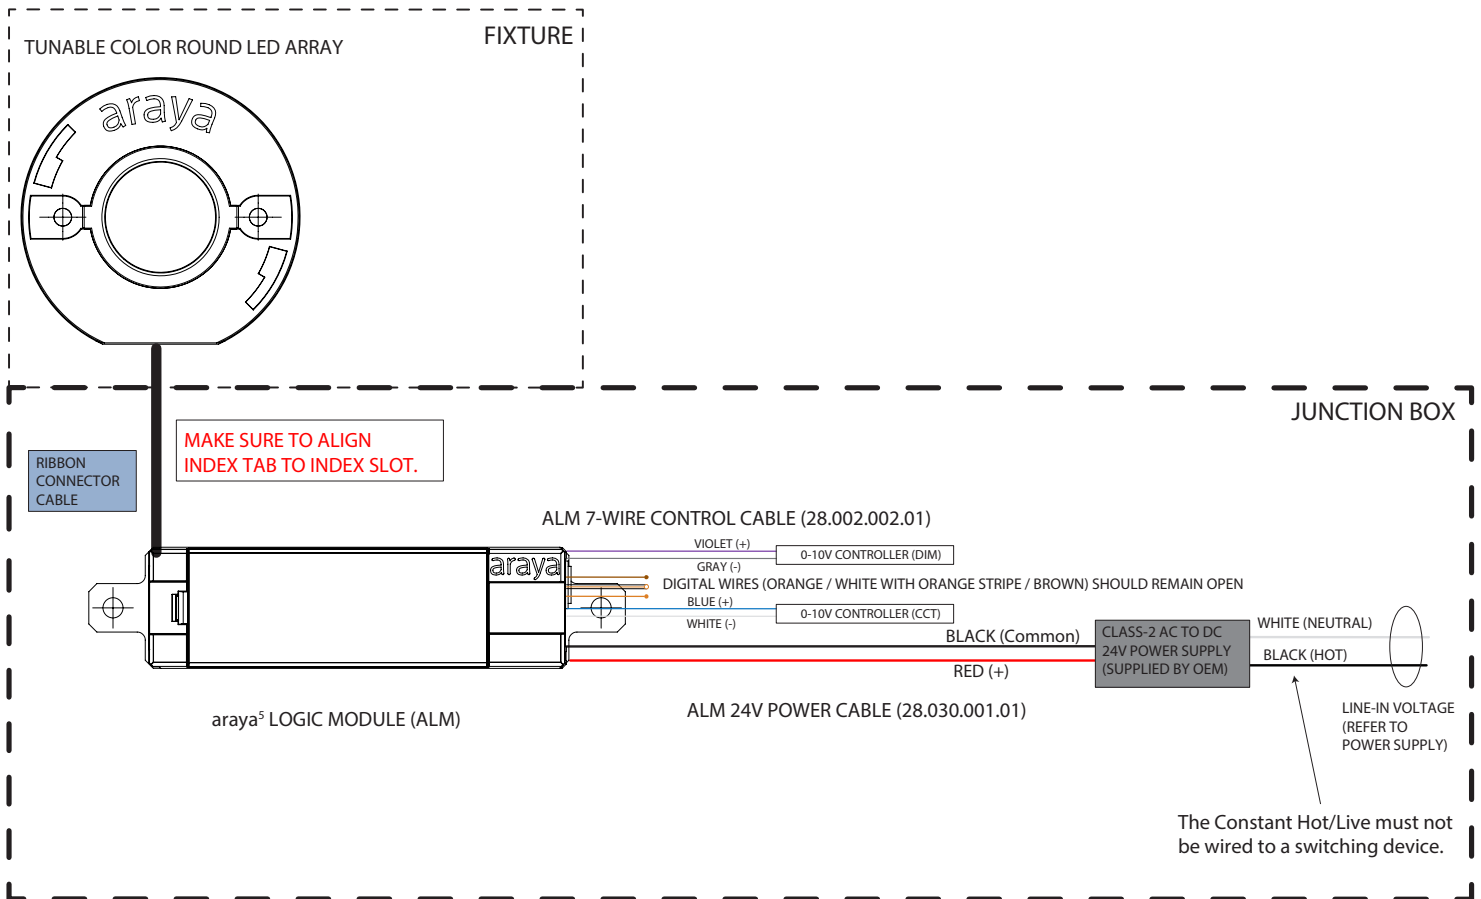 FIXTURE
TUNABLE COLOR ROUND LED ARRAY
araya
JUNCTION BOX
MAKE SURE TO ALIGN
INDEX TAB TO INDEX SLOT.
RIBBON
CONNECTOR
CABLE
ALM 7-WIRE CONTROL CABLE (28.002.002.01)
VIOLET (+)
0-10V CONTROLLER (DIM)
GRAY (-)
araya
DIGITAL WIRES (ORANGE / WHITE WITH ORANGE STRIPE / BROWN) SHOULD REMAIN OPEN
BLUE (+)
0-10V CONTROLLER (CCT)
WHITE (-)
BLACK (Common)
RED (+)
CLASS-2 AC TO DC
24V POWER SUPPLY
(SUPPLIED BY OEM)
WHITE (NEUTRAL)
BLACK (HOT)
ALM 24V POWER CABLE (28.030.001.01)
araya⁵ LOGIC MODULE (ALM)
LINE-IN VOLTAGE
(REFER TO
POWER SUPPLY)
The Constant Hot/Live must not
be wired to a switching device.